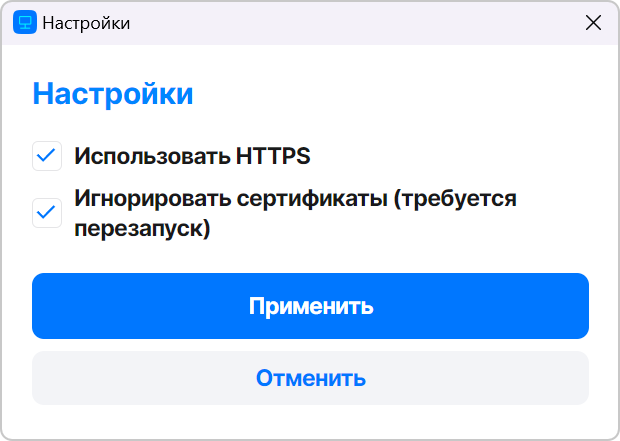 Настройки
Настройки
Использовать HTTPS
Игнорировать сертификаты (требуется
перезапуск)
Применить
Отменить